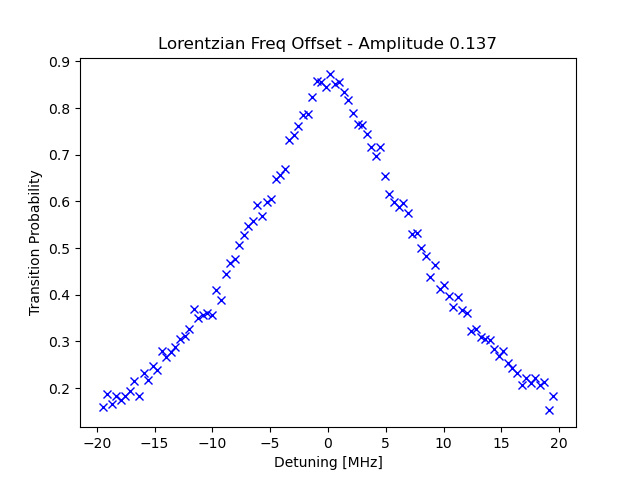 Lorentzian Freq Offset - Amplitude 0.137
0.9
0.8
0.7
0.6
0.5
0.4
0.3
0.2
Transition Probability
−20 −15 −10 −5 0 5 10 15 20
Detuning [MHz]